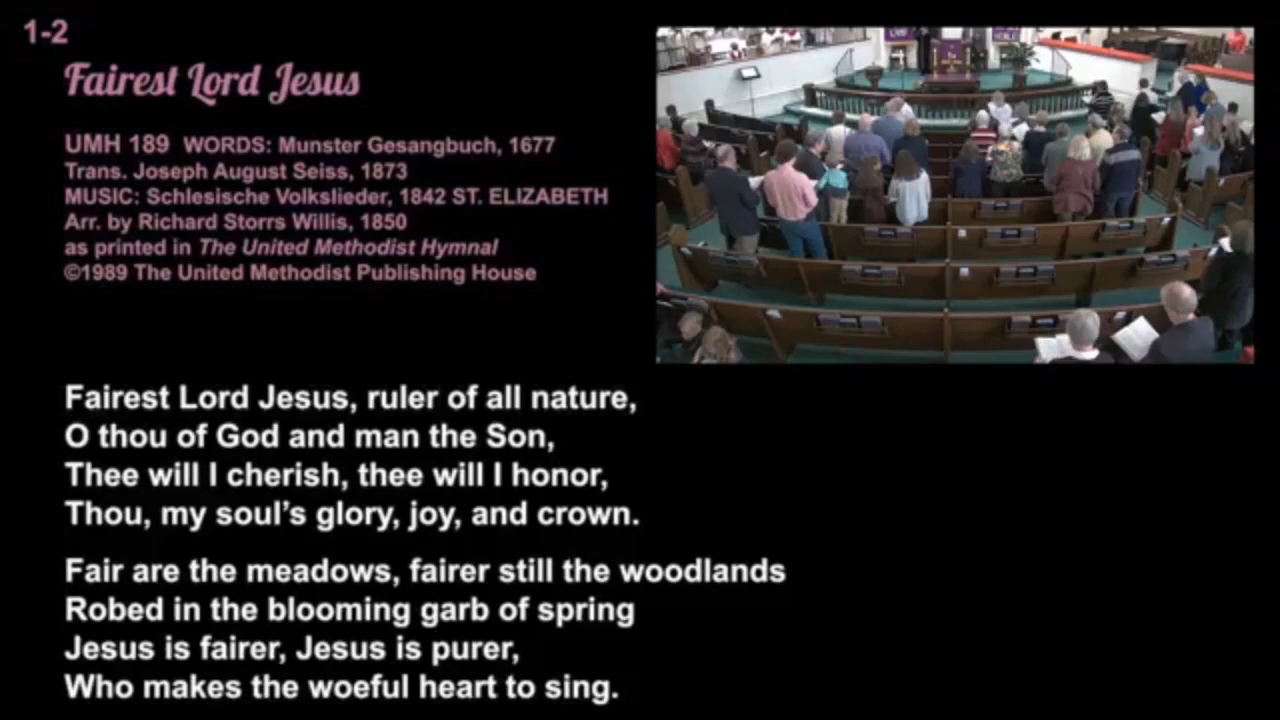 1-2
Fairest Lord Jesus
UMH 189 WORDS: Munster Gesangbuch, 1677
Trans. Joseph August Seiss, 1873
MUSIC: Schlesische Volkslieder, 1842 ST. ELIZABETH
Arr. by Richard Storrs Willis, 1850
as printed in The United Methodist Hymnal
©1989 The United Methodist Publishing House
Fairest Lord Jesus, ruler of all nature,
O thou of God and man the Son,
Thee will I cherish, thee will I honor,
Thou, my soul’s glory, joy, and crown.
Fair are the meadows, fairer still the woodlands
Robed in the blooming garb of spring
Jesus is fairer, Jesus is purer,
Who makes the woeful heart to sing.